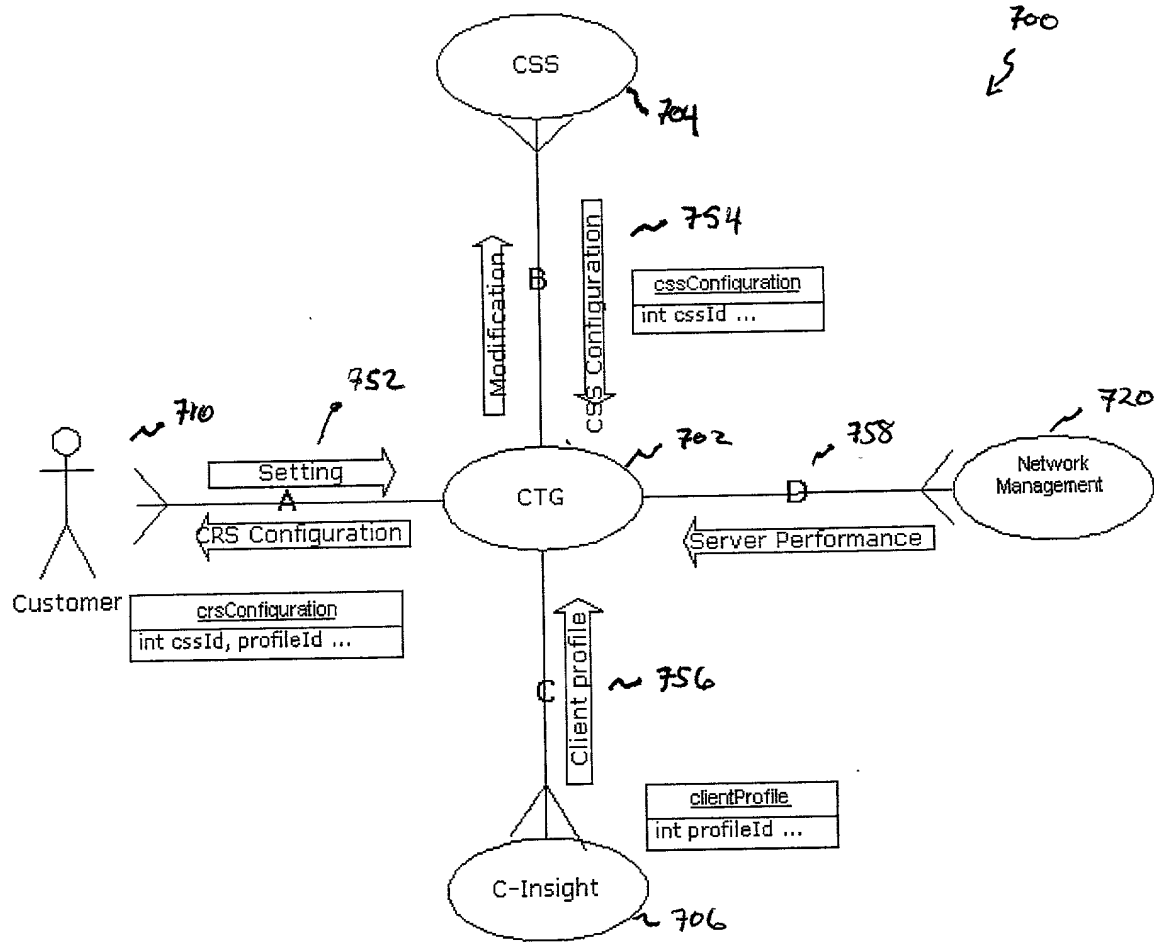 700
CSS
704
754
Modification
B
CSS Configuration
cssConfiguration
int cssId ...
752
710
720
Setting
A
CRS Configuration
702
CTG
758
D
Network
Management
Server Performance
Customer
crsConfiguration
int cssId, profileId ...
Client profile
C
756
clientProfile
int profileId ...
C-Insight
706